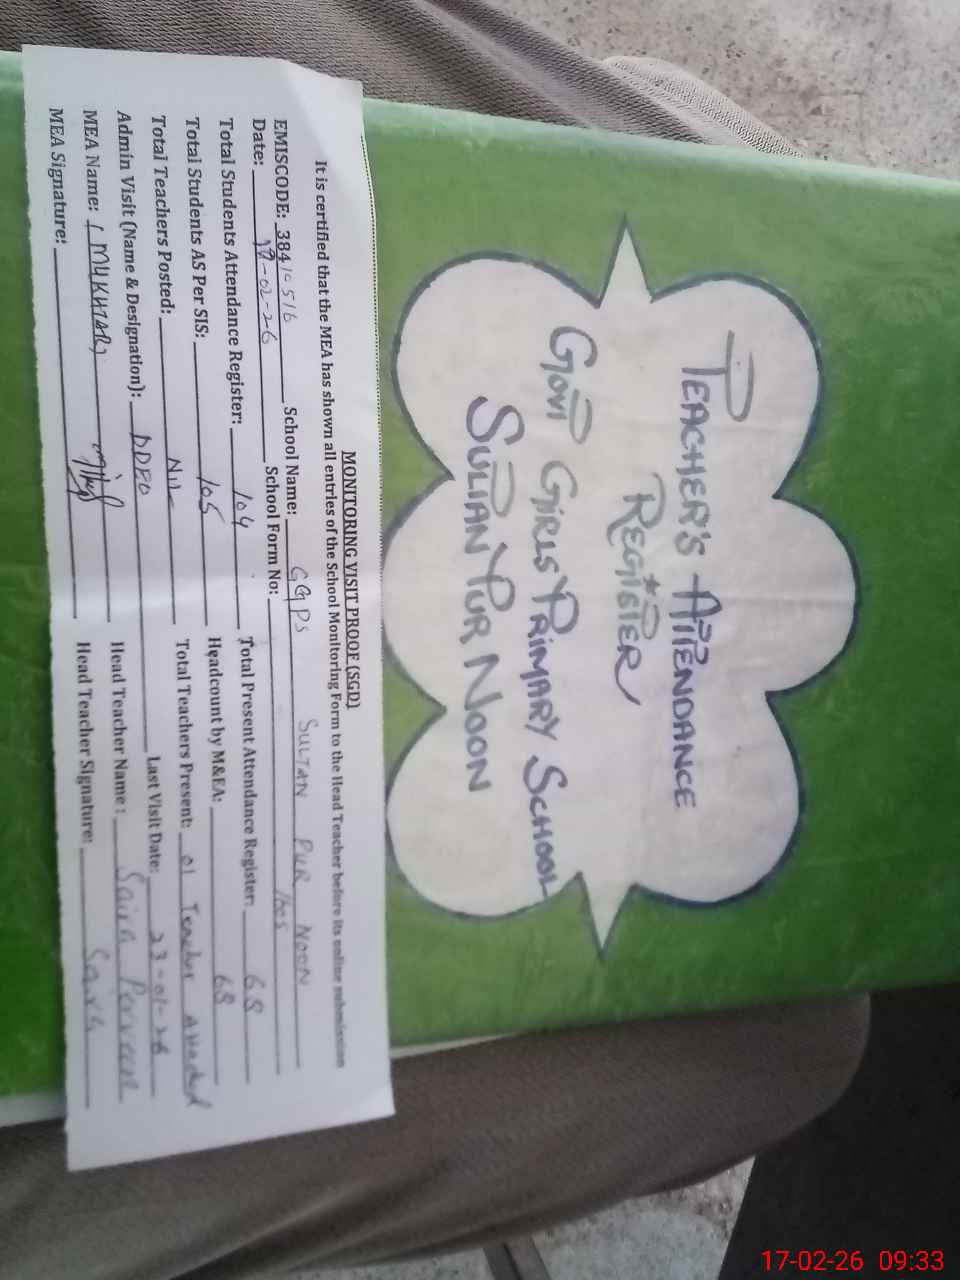 TEACHER'S ATTENDANCE
REGISTER
GOVT GIRLS PRIMARY SCHOOL
SULTAN PUR NOON
MONITORING VISIT PROOF (SGD)
It is certified that the MEA has shown all entries of the School Monitoring Form to the Head Teacher before its online submission
EMISCODE: 38410516 School Name: GGPS SULTAN PUR NOON
Date: 17-02-26 School Form No:
Total Students Attendance Register: 104 Total Present Attendance Register: 68
Total Students AS Per SIS: 105 Headcount by M&EA: 68
Total Teachers Posted: NIL Total Teachers Present: 01 Teacher Attached
Admin Visit (Name & Designation): DDEO Last Visit Date: 23-01-26
MEA Name: (MUKHTAR) Head Teacher Name : Saira Perveen
MEA Signature: Head Teacher Signature: Saira
17-02-26 09:33